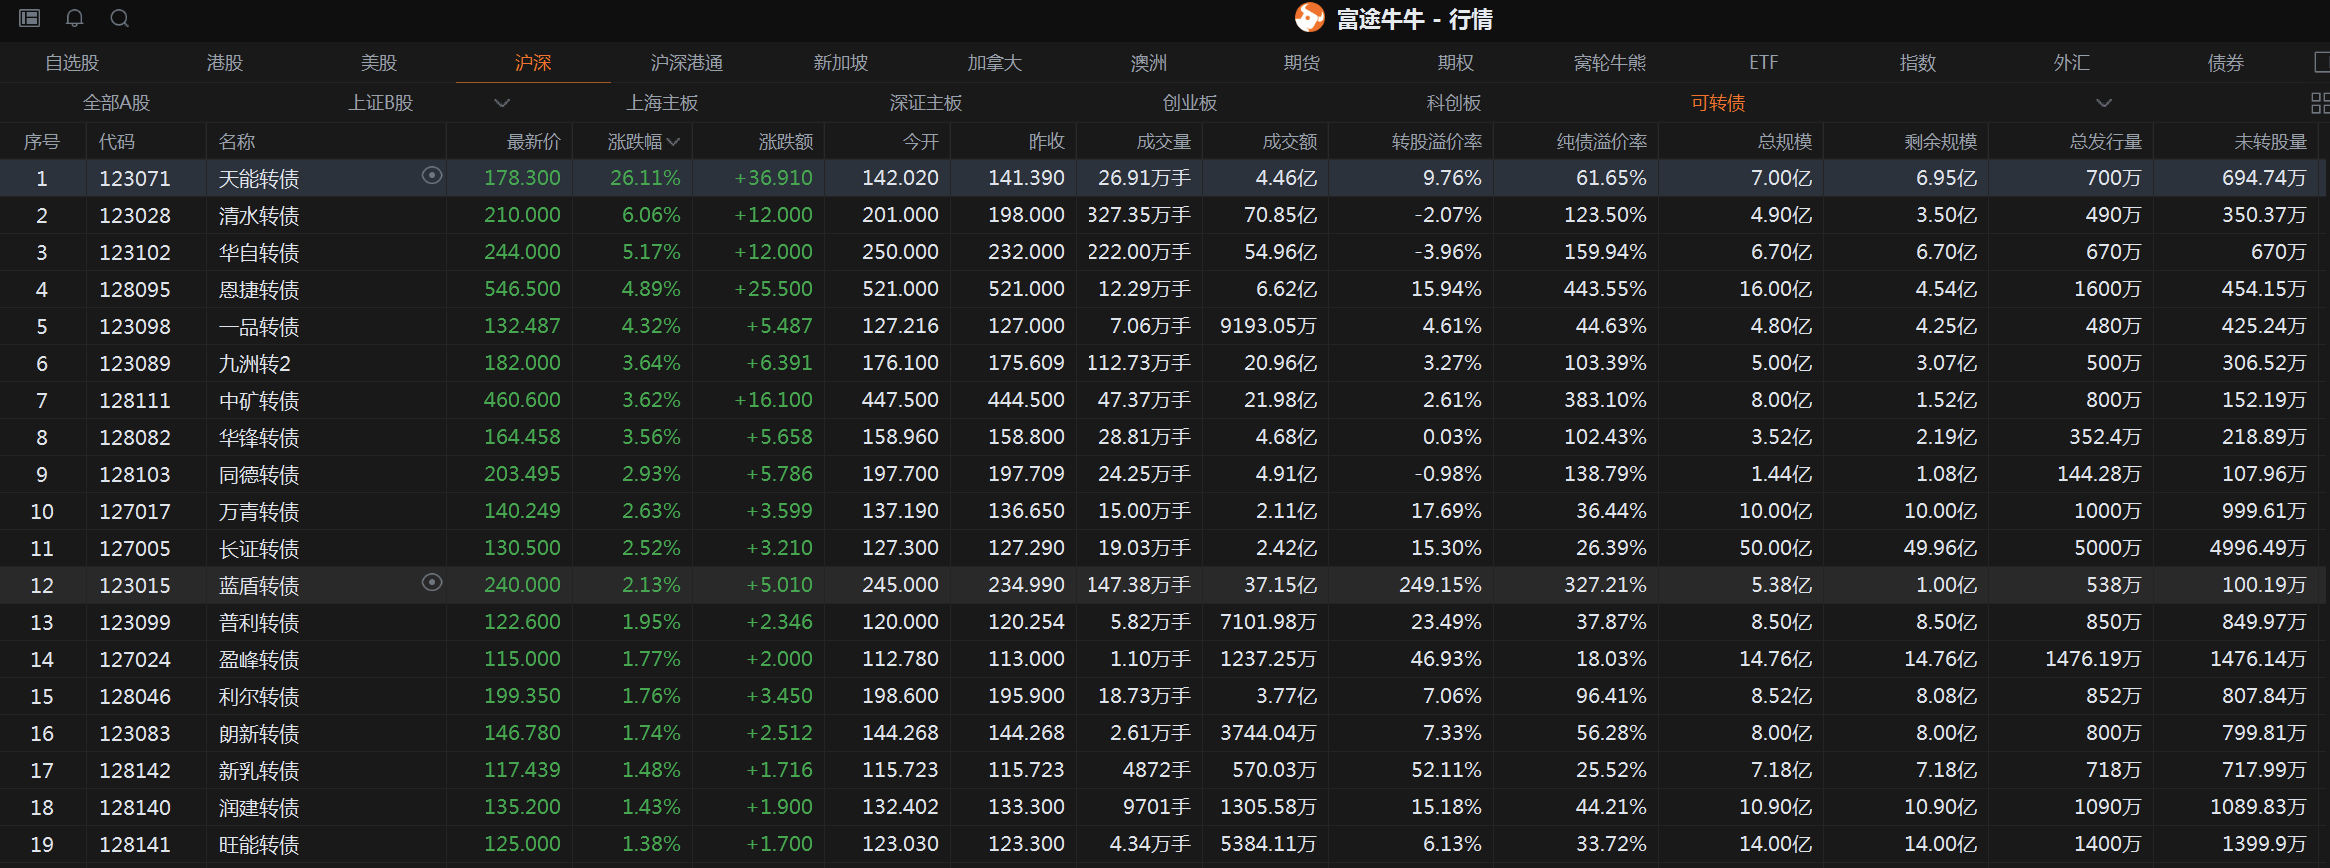 富途牛牛 - 行情
自选股 港股 美股 沪深 沪深港通 新加坡 加拿大 澳洲 期货 期权 窝轮牛熊 ETF 指数 外汇 债券
全部A股 上证B股 上海主板 深证主板 创业板 科创板 可转债
序号 代码 名称 最新价 涨跌幅 涨跌额 今开 昨收 成交量 成交额 转股溢价率 纯债溢价率 总规模 剩余规模 总发行量 未转股量
1 123071 天能转债 178.300 26.11% +36.910 142.020 141.390 26.91万手 4.46亿 9.76% 61.65% 7.00亿 6.95亿 700万 694.74万
2 123028 清水转债 210.000 6.06% +12.000 201.000 198.000 327.35万手 70.85亿 -2.07% 123.50% 4.90亿 3.50亿 490万 350.37万
3 123102 华自转债 244.000 5.17% +12.000 250.000 232.000 222.00万手 54.96亿 -3.96% 159.94% 6.70亿 6.70亿 670万 670万
4 128095 恩捷转债 546.500 4.89% +25.500 521.000 521.000 12.29万手 6.62亿 15.94% 443.55% 16.00亿 4.54亿 1600万 454.15万
5 123098 一品转债 132.487 4.32% +5.487 127.216 127.000 7.06万手 9193.05万 4.61% 44.63% 4.80亿 4.25亿 480万 425.24万
6 123089 九洲转2 182.000 3.64% +6.391 176.100 175.609 112.73万手 20.96亿 3.27% 103.39% 5.00亿 3.07亿 500万 306.52万
7 128111 中矿转债 460.600 3.62% +16.100 447.500 444.500 47.37万手 21.98亿 2.61% 383.10% 8.00亿 1.52亿 800万 152.19万
8 128082 华锋转债 164.458 3.56% +5.658 158.960 158.800 28.81万手 4.68亿 0.03% 102.43% 3.52亿 2.19亿 352.4万 218.89万
9 128103 同德转债 203.495 2.93% +5.786 197.700 197.709 24.25万手 4.91亿 -0.98% 138.79% 1.44亿 1.08亿 144.28万 107.96万
10 127017 万青转债 140.249 2.63% +3.599 137.190 136.650 15.00万手 2.11亿 17.69% 36.44% 10.00亿 10.00亿 1000万 999.61万
11 127005 长证转债 130.500 2.52% +3.210 127.300 127.290 19.03万手 2.42亿 15.30% 26.39% 50.00亿 49.96亿 5000万 4996.49万
12 123015 蓝盾转债 240.000 2.13% +5.010 245.000 234.990 147.38万手 37.15亿 249.15% 327.21% 5.38亿 1.00亿 538万 100.19万
13 123099 普利转债 122.600 1.95% +2.346 120.000 120.254 5.82万手 7101.98万 23.49% 37.87% 8.50亿 8.50亿 850万 849.97万
14 127024 盈峰转债 115.000 1.77% +2.000 112.780 113.000 1.10万手 1237.25万 46.93% 18.03% 14.76亿 14.76亿 1476.19万 1476.14万
15 128046 利尔转债 199.350 1.76% +3.450 198.600 195.900 18.73万手 3.77亿 7.06% 96.41% 8.52亿 8.08亿 852万 807.84万
16 123083 朗新转债 146.780 1.74% +2.512 144.268 144.268 2.61万手 3744.04万 7.33% 56.28% 8.00亿 8.00亿 800万 799.81万
17 128142 新乳转债 117.439 1.48% +1.716 115.723 115.723 4872手 570.03万 52.11% 25.52% 7.18亿 7.18亿 718万 717.99万
18 128140 润建转债 135.200 1.43% +1.900 132.402 133.300 9701手 1305.58万 15.18% 44.21% 10.90亿 10.90亿 1090万 1089.83万
19 128141 旺能转债 125.000 1.38% +1.700 123.030 123.300 4.34万手 5384.11万 6.13% 33.72% 14.00亿 14.00亿 1400万 1399.9万